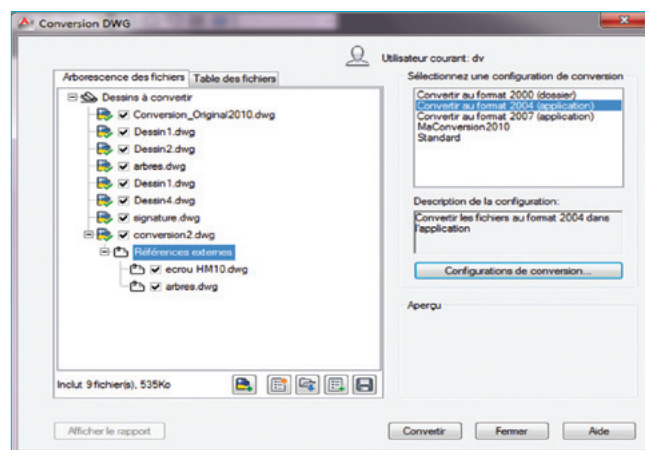 Conversion DWG
Utilisateur courant: dv
Arborescence des fichiers
Table des fichiers
Dessins à convertir
Conversion_Original2010.dwg
Dessin1.dwg
Dessin2.dwg
arbres.dwg
Dessin1.dwg
Dessin4.dwg
signature.dwg
conversion2.dwg
Références externes
ecrou HM10.dwg
arbres.dwg
Inclut 9 fichier(s), 535Ko
Afficher le rapport
Sélectionnez une configuration de conversion
Convertir au format 2000 (dossier)
Convertir au format 2004 (application)
Convertir au format 2007 (application)
MaConversion2010
Standard
Description de la configuration:
Convertir les fichiers au format 2004 dans
l'application
Configurations de conversion...
Aperçu
Convertir
Fermer
Aide